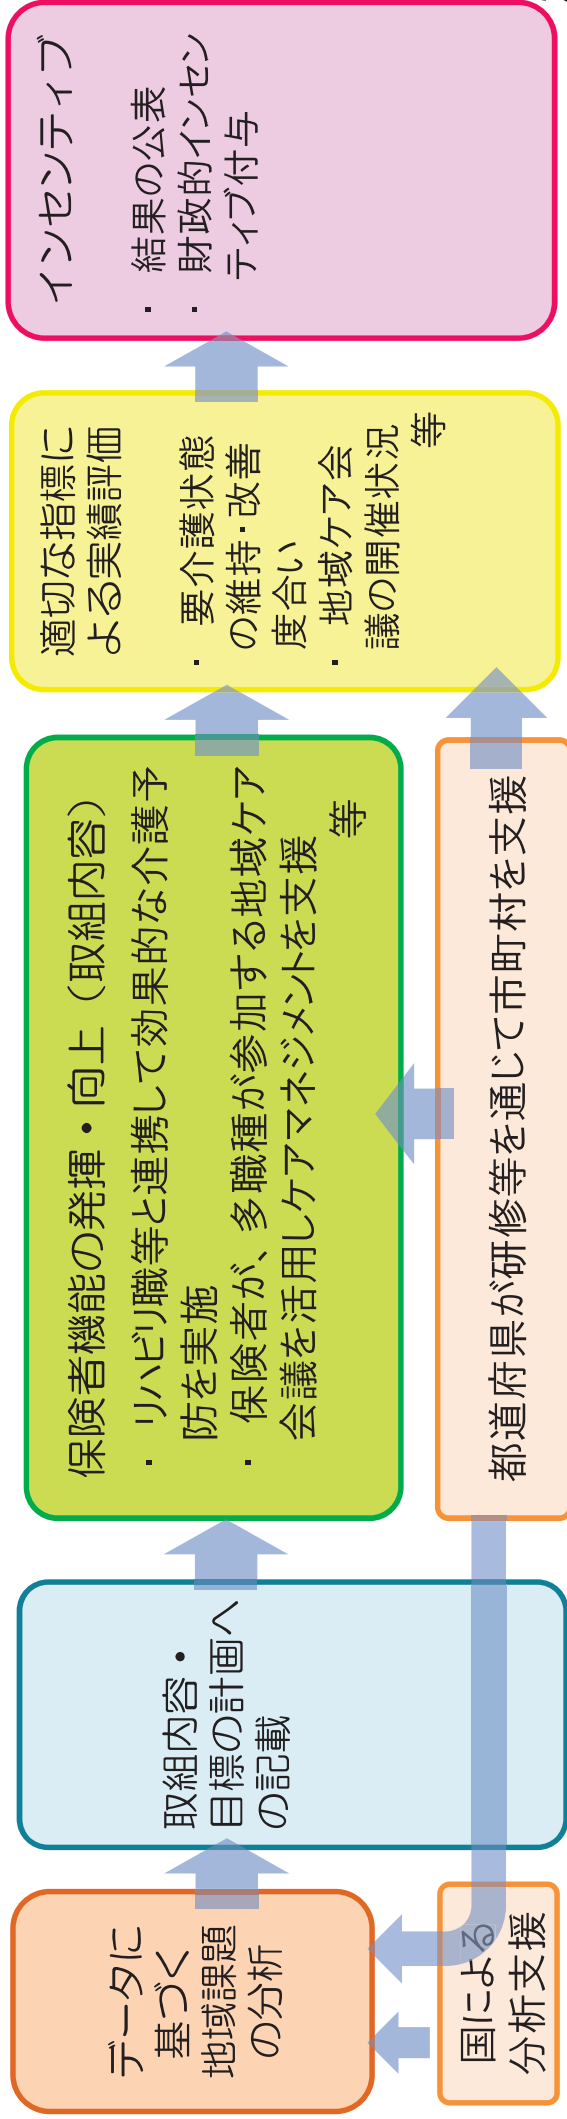 データに
基づく
地域課題
の分析
国による
分析支援
取組内容・
目標の計画へ
の記載
保険者機能の発揮・向上（取組内容）
・ リハビリ職等と連携して効果的な介護予
防を実施
・ 保険者が、多職種が参加する地域ケア
会議を活用しケアマネジメントを支援
等
都道府県が研修等を通じて市町村を支援
適切な指標に
よる実績評価
・ 要介護状態
の維持・改善
度合い
・ 地域ケア会
議の開催状況
等
インセンティブ
・ 結果の公表
・ 財政的インセン
ティブ付与